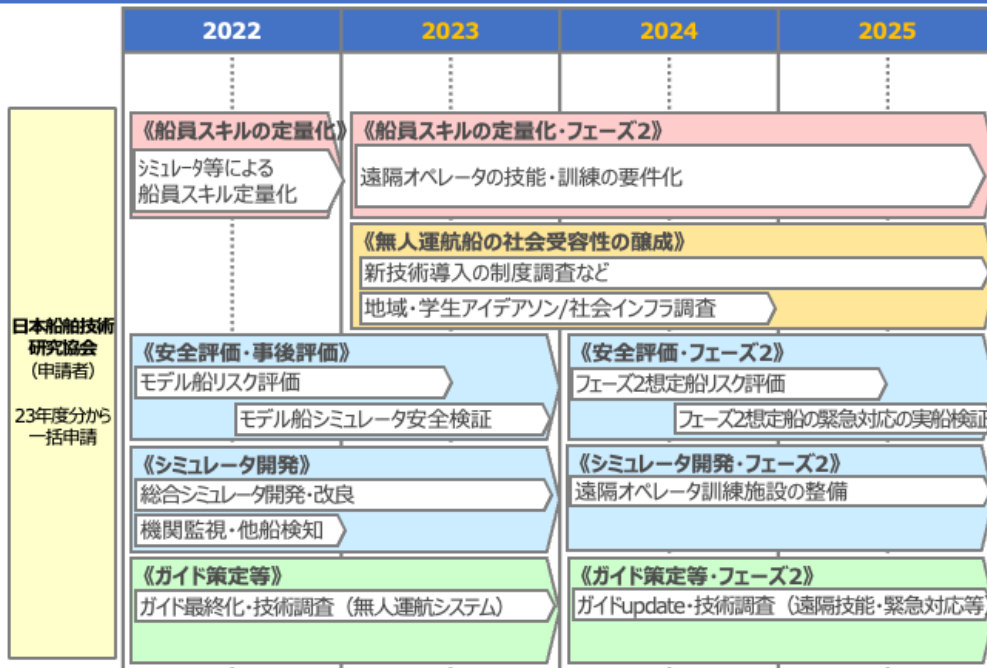 2022 2023 2024 2025
日本船舶技術
研究協会
（申請者）
23年度分から
一括申請
《船員スキルの定量化》
ｼﾐｭﾚｰﾀ等による
船員スキル定量化
《船員スキルの定量化・フェーズ2》
遠隔オペレータの技能・訓練の要件化
《無人運航船の社会受容性の醸成》
新技術導入の制度調査など
地域・学生アイデアソン/社会インフラ調査
《安全評価・事後評価》
モデル船リスク評価
モデル船シミュレータ安全検証
《安全評価・フェーズ2》
フェーズ2想定船リスク評価
フェーズ2想定船の緊急対応の実船検証
《シミュレータ開発》
総合シミュレータ開発・改良
機関監視・他船検知
《シミュレータ開発・フェーズ2》
遠隔オペレータ訓練施設の整備
《ガイド策定等》
ガイド最終化・技術調査（無人運航システム）
《ガイド策定等・フェーズ2》
ガイドupdate・技術調査（遠隔技能・緊急対応等）